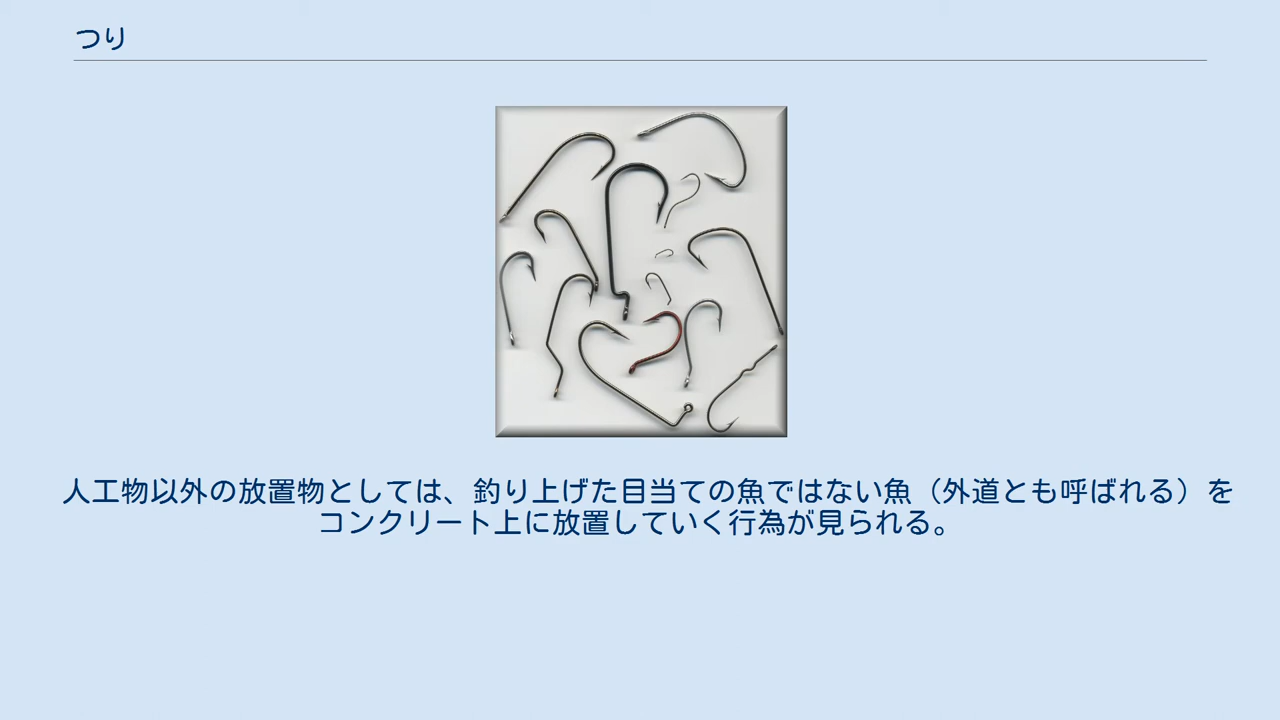 つり
人工物以外の放置物としては、釣り上げた目当ての魚ではない魚（外道とも呼ばれる）を
コンクリート上に放置していく行為が見られる。